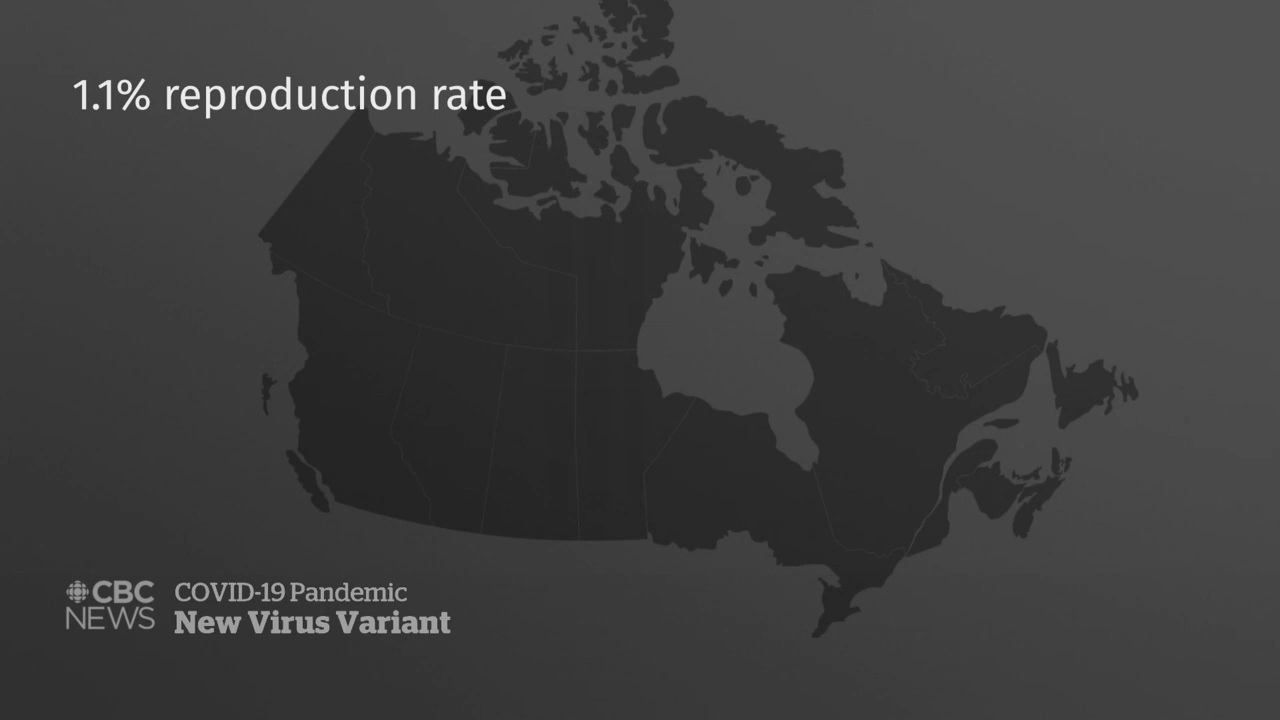 1.1% reproduction rate
CBC
NEWS
COVID-19 Pandemic
New Virus Variant